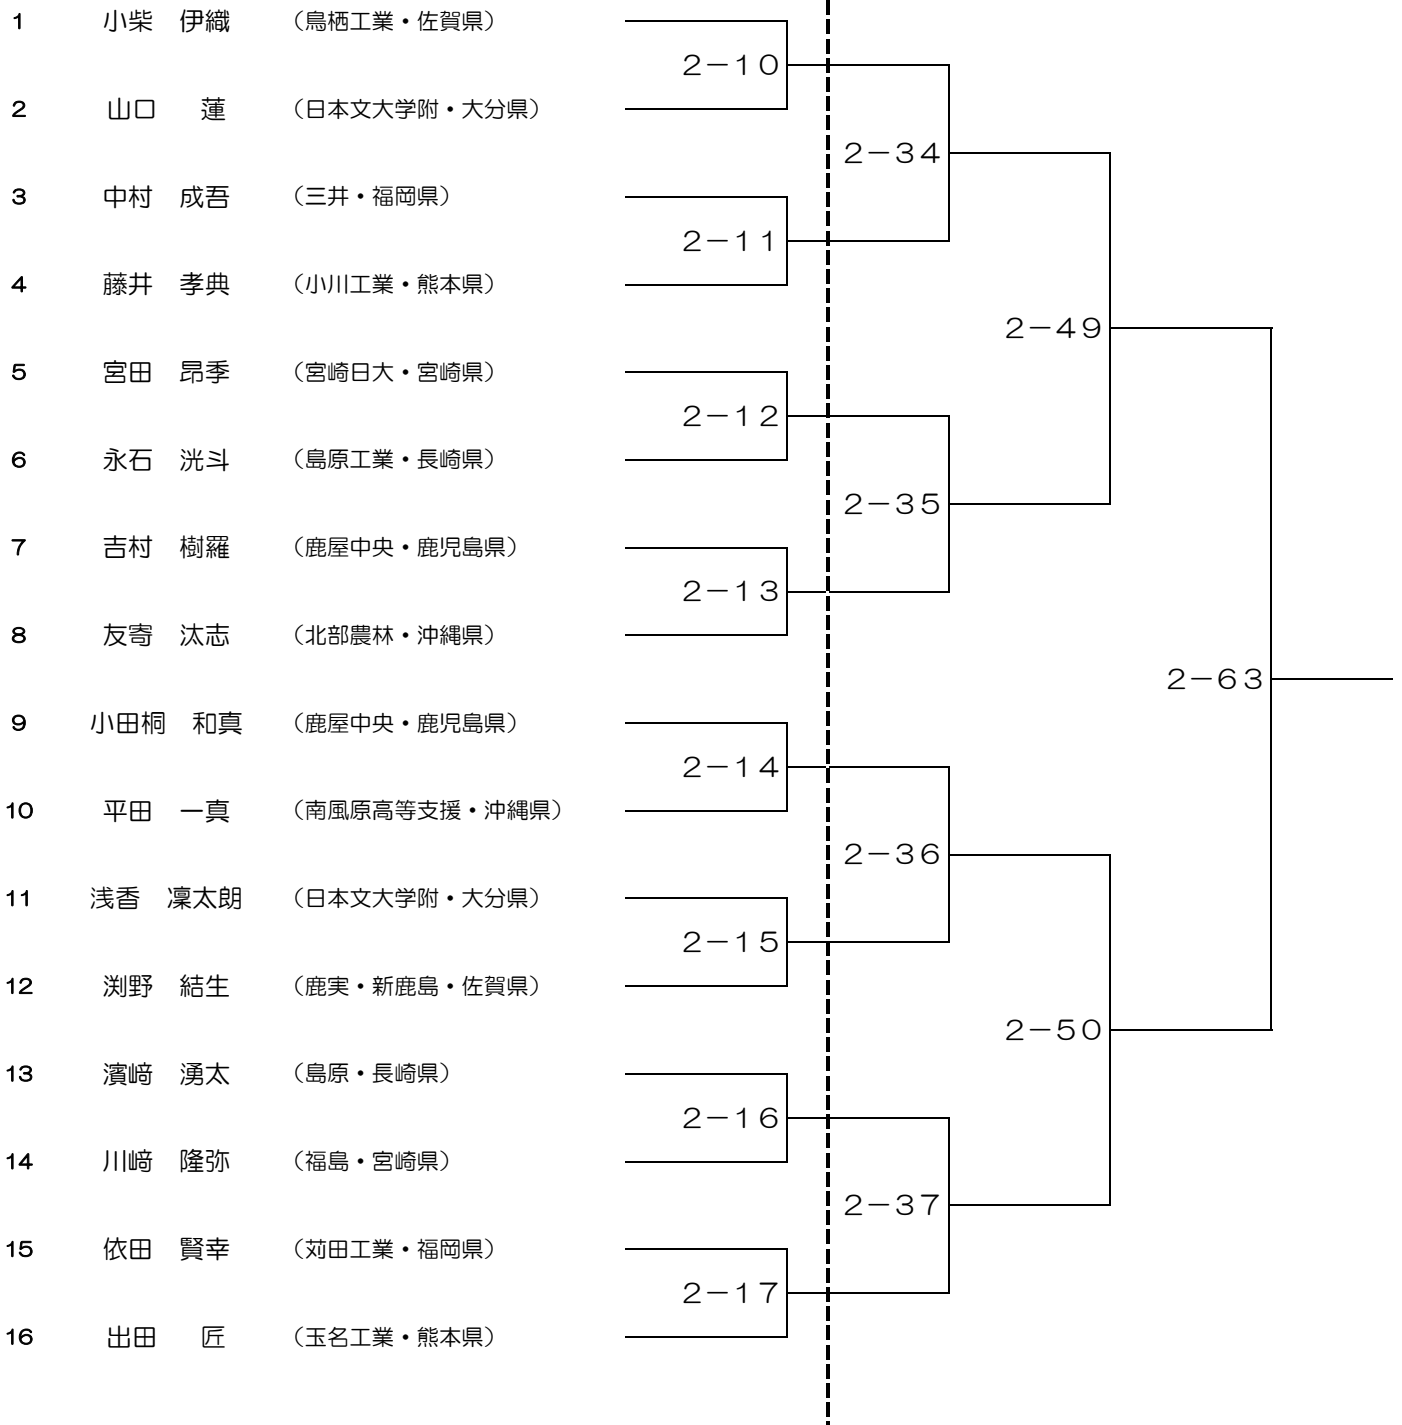 1 小柴 伊織 （鳥栖工業・佐賀県）
2－10
2 山口 蓮 （日本文大学附・大分県）
2－34
3 中村 成吾 （三井・福岡県）
2－11
4 藤井 孝典 （小川工業・熊本県）
2－49
5 宮田 昂季 （宮崎日大・宮崎県）
2－12
6 永石 洸斗 （島原工業・長崎県）
2－35
7 吉村 樹羅 （鹿屋中央・鹿児島県）
2－13
8 友寄 汰志 （北部農林・沖縄県）
2－63
9 小田桐 和真 （鹿屋中央・鹿児島県）
2－14
10 平田 一真 （南風原高等支援・沖縄県）
2－36
11 浅香 凜太朗 （日本文大学附・大分県）
2－15
12 渕野 結生 （鹿実・新鹿島・佐賀県）
2－50
13 濱﨑 湧太 （島原・長崎県）
2－16
14 川﨑 隆弥 （福島・宮崎県）
2－37
15 依田 賢幸 （苅田工業・福岡県）
2－17
16 出田 匠 （玉名工業・熊本県）